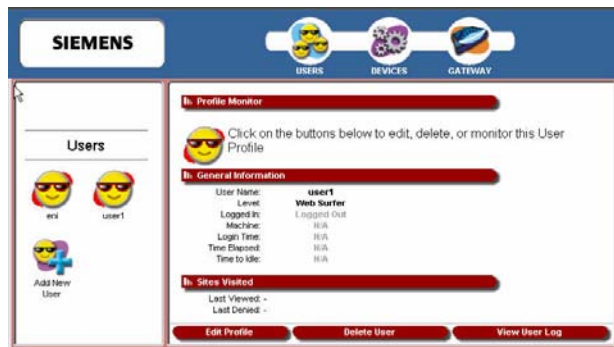 SIEMENS
USERS DEVICES GATEWAY
Users
eni user1
Add New
User
Profile Monitor
Click on the buttons below to edit, delete, or monitor this User
Profile
General Information
User Name: user1
Level: Web Surfer
Logged In: Logged Out
Machine: N/A
Login Time: N/A
Time Elapsed: N/A
Time to Idle: N/A
Sites Visited
Last Viewed: -
Last Denied: -
Edit Profile Delete User View User Log